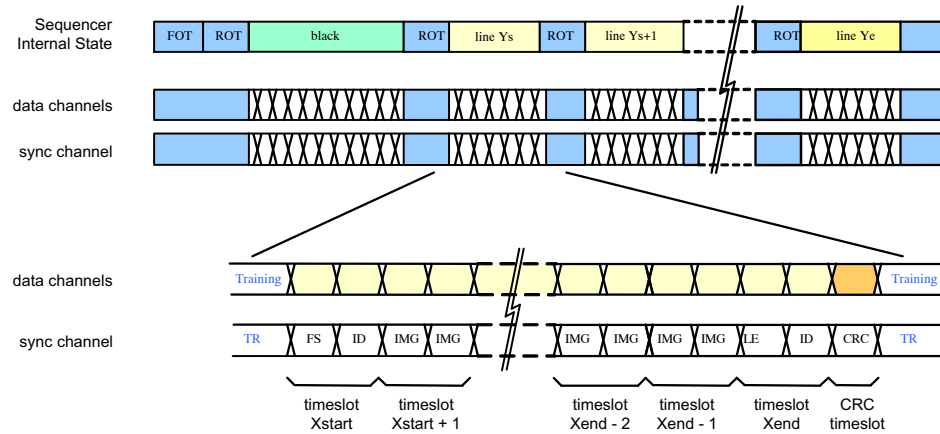 Sequencer
Internal State
FOT ROT black ROT line Ys ROT line Ys+1 ROT line Ye
data channels
sync channel
data channels
Training Training
sync channel
TR FS ID IMG IMG IMG IMG IMG IMG LE ID CRC TR
timeslot timeslot timeslot timeslot timeslot CRC
Xstart Xstart + 1 Xend - 2 Xend - 1 Xend timeslot